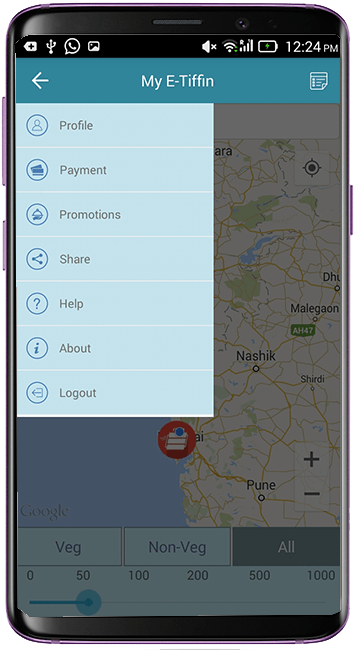 12:24 PM
My E-Tiffin
Profile
Payment
Promotions
Share
Help
About
Logout
ara
Dhu
Malegaon
AH47
Nashik
Shirdi
ai
Pune
Google
Veg Non-Veg All
0 50 100 200 500 1000